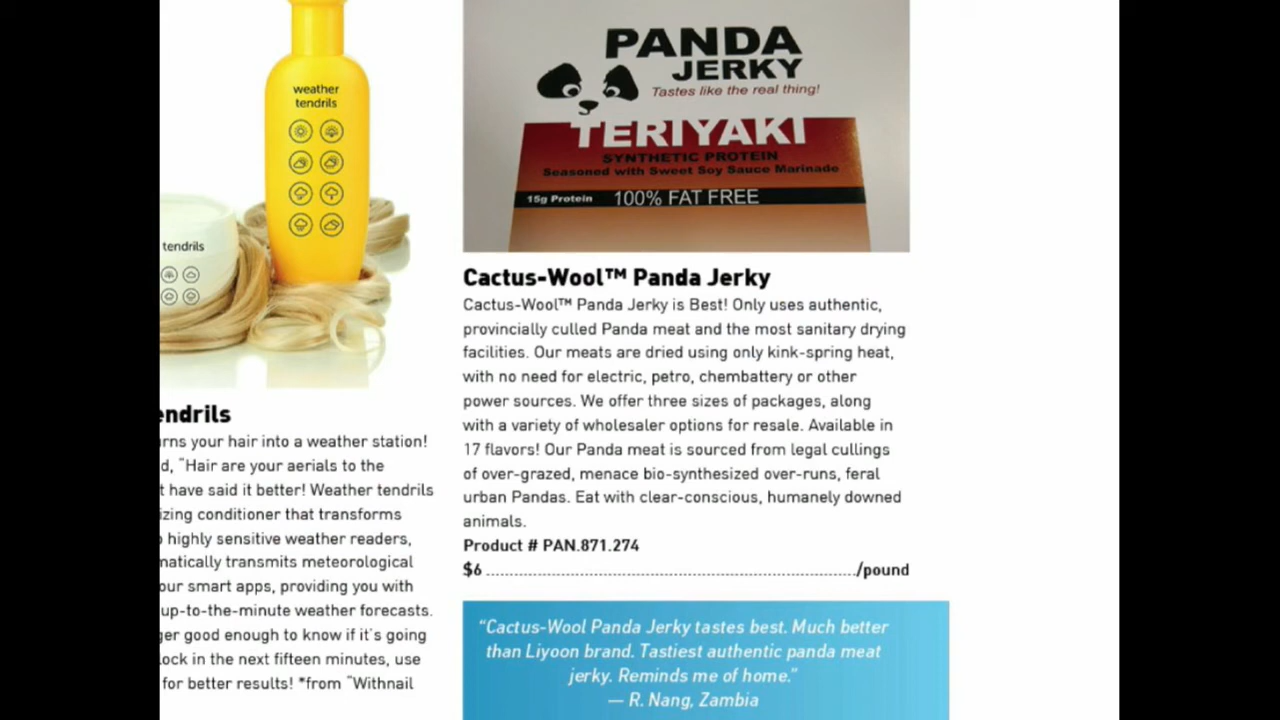 weather
tendrils
tendrils
PANDA
JERKY
Tastes like the real thing!
TERIYAKI
SYNTHETIC PROTEIN
Seasoned with Sweet Soy Sauce Marinade
15g Protein 100% FAT FREE
endrils
urns your hair into a weather station!
d, “Hair are your aerials to the
t have said it better! Weather tendrils
izing conditioner that transforms
highly sensitive weather readers,
matically transmits meteorological
our smart apps, providing you with
up-to-the-minute weather forecasts.
ger good enough to know if it's going
lock in the next fifteen minutes, use
for better results! *from “Withnail
Cactus-Wool™ Panda Jerky
Cactus-Wool™ Panda Jerky is Best! Only uses authentic,
provincially culled Panda meat and the most sanitary drying
facilities. Our meats are dried using only kink-spring heat,
with no need for electric, petro, chembattery or other
power sources. We offer three sizes of packages, along
with a variety of wholesaler options for resale. Available in
17 flavors! Our Panda meat is sourced from legal cullings
of over-grazed, menace bio-synthesized over-runs, feral
urban Pandas. Eat with clear-conscious, humanely downed
animals.
Product # PAN.871.274
$6 ................................................................/pound
“Cactus-Wool Panda Jerky tastes best. Much better
than Liyoon brand. Tastiest authentic panda meat
jerky. Reminds me of home.”
— R. Nang, Zambia